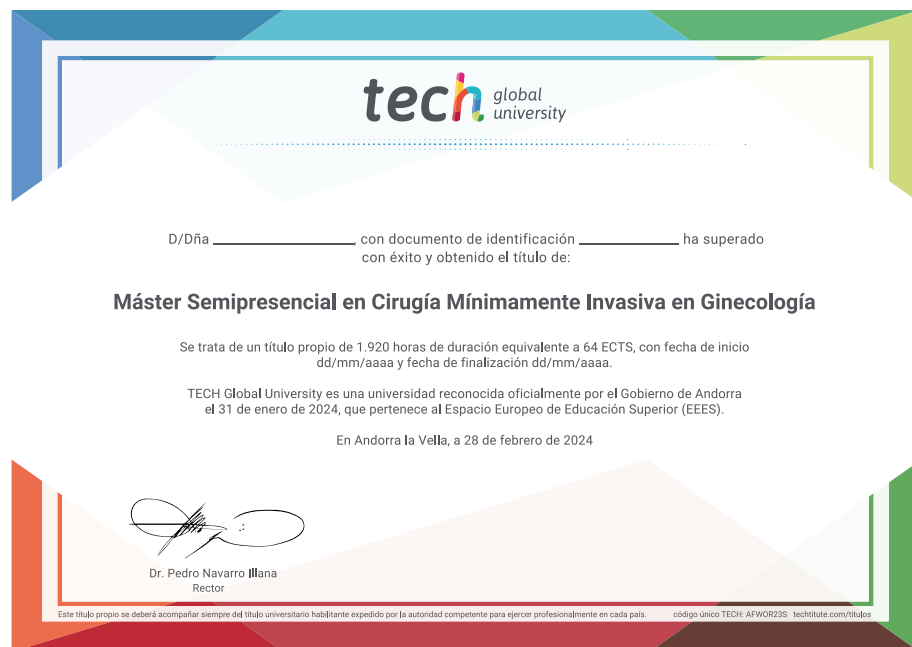 tech global university
D/Dña ____________________, con documento de identificación ______________ ha superado
con éxito y obtenido el título de:
Máster Semipresencial en Cirugía Mínimamente Invasiva en Ginecología
Se trata de un título propio de 1.920 horas de duración equivalente a 64 ECTS, con fecha de inicio
dd/mm/aaaa y fecha de finalización dd/mm/aaaa.
TECH Global University es una universidad reconocida oficialmente por el Gobierno de Andorra
el 31 de enero de 2024, que pertenece al Espacio Europeo de Educación Superior (EEES).
En Andorra la Vella, a 28 de febrero de 2024
Dr. Pedro Navarro Illana
Rector
Este título propio se deberá acompañar siempre del título universitario habilitante expedido por la autoridad competente para ejercer profesionalmente en cada país. código único TECH: AFWOR23S techtitute.com/titulos